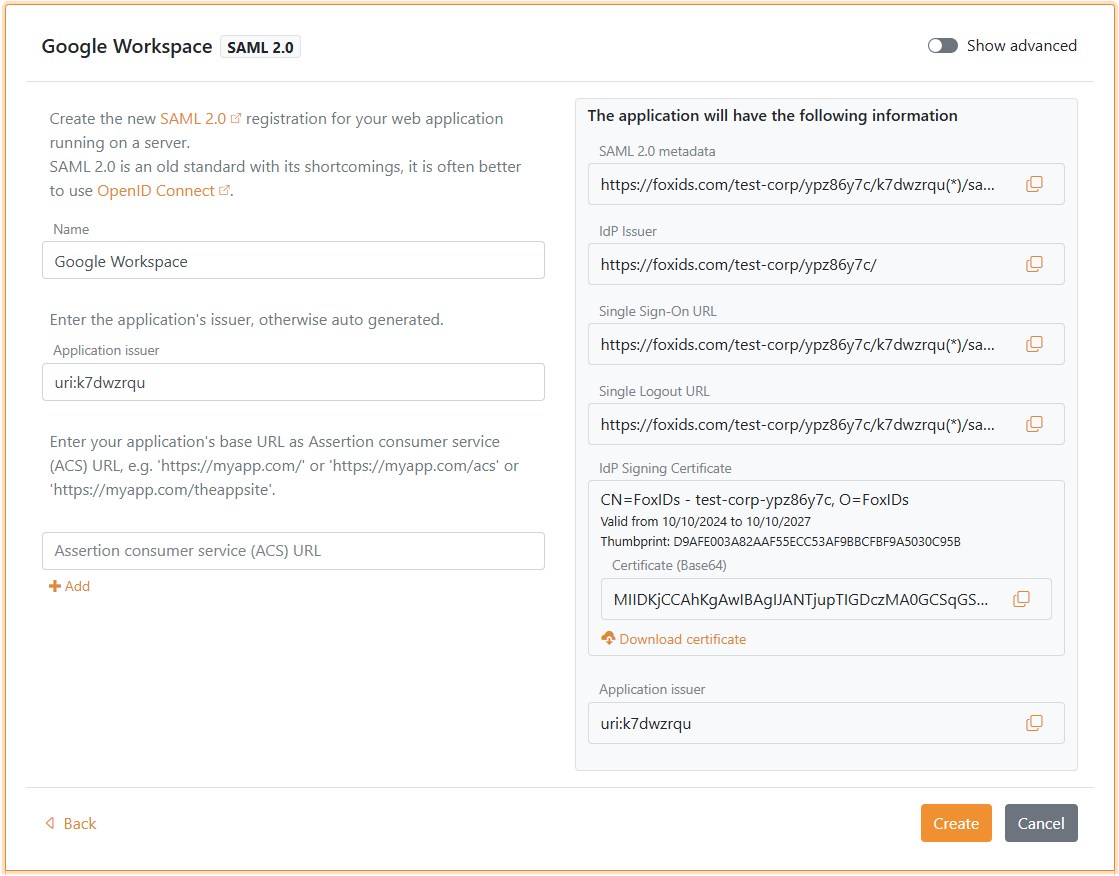 Google Workspace SAML 2.0
Show advanced
Create the new SAML 2.0 registration for your web application
running on a server.
SAML 2.0 is an old standard with its shortcomings, it is often better
to use OpenID Connect.
Name
Google Workspace
Enter the application's issuer, otherwise auto generated.
Application issuer
uri:k7dwzrqu
Enter your application's base URL as Assertion consumer service
(ACS) URL, e.g. 'https://myapp.com/' or 'https://myapp.com/acs' or
'https://myapp.com/theappsite'.
Assertion consumer service (ACS) URL
Add
The application will have the following information
SAML 2.0 metadata
https://foxids.com/test-corp/ypz86y7c/k7dwzrqu(*)/sa...
IdP Issuer
https://foxids.com/test-corp/ypz86y7c/
Single Sign-On URL
https://foxids.com/test-corp/ypz86y7c/k7dwzrqu(*)/sa...
Single Logout URL
https://foxids.com/test-corp/ypz86y7c/k7dwzrqu(*)/sa...
IdP Signing Certificate
CN=FoxIDs - test-corp-ypz86y7c, O=FoxIDs
Valid from 10/10/2024 to 10/10/2027
Thumbprint: D9AFE003A82AAF55ECC53AF9BBCFBF9A5030C95B
Certificate (Base64)
MIIDKjCCAhKgAwIBAgIJANTjupTIGDczMA0GCSqGS...
Download certificate
Application issuer
uri:k7dwzrqu
Back
Create
Cancel